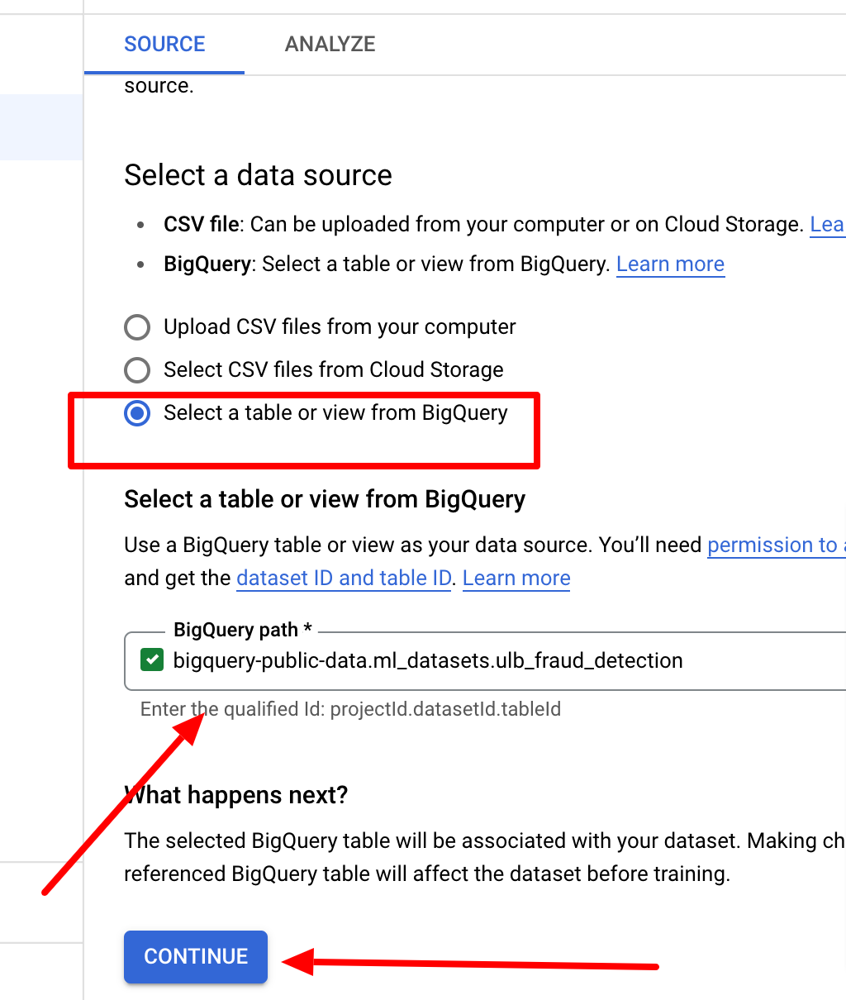 SOURCE ANALYZE
source.
Select a data source
• CSV file: Can be uploaded from your computer or on Cloud Storage.
• BigQuery: Select a table or view from BigQuery. Learn more
Upload CSV files from your computer
Select CSV files from Cloud Storage
Select a table or view from BigQuery
Select a table or view from BigQuery
Use a BigQuery table or view as your data source. You’ll need permission to
and get the dataset ID and table ID. Learn more
BigQuery path *
bigquery-public-data.ml_datasets.ulb_fraud_detection
Enter the qualified Id: projectId.datasetId.tableId
What happens next?
The selected BigQuery table will be associated with your dataset. Making
referenced BigQuery table will affect the dataset before training.
CONTINUE